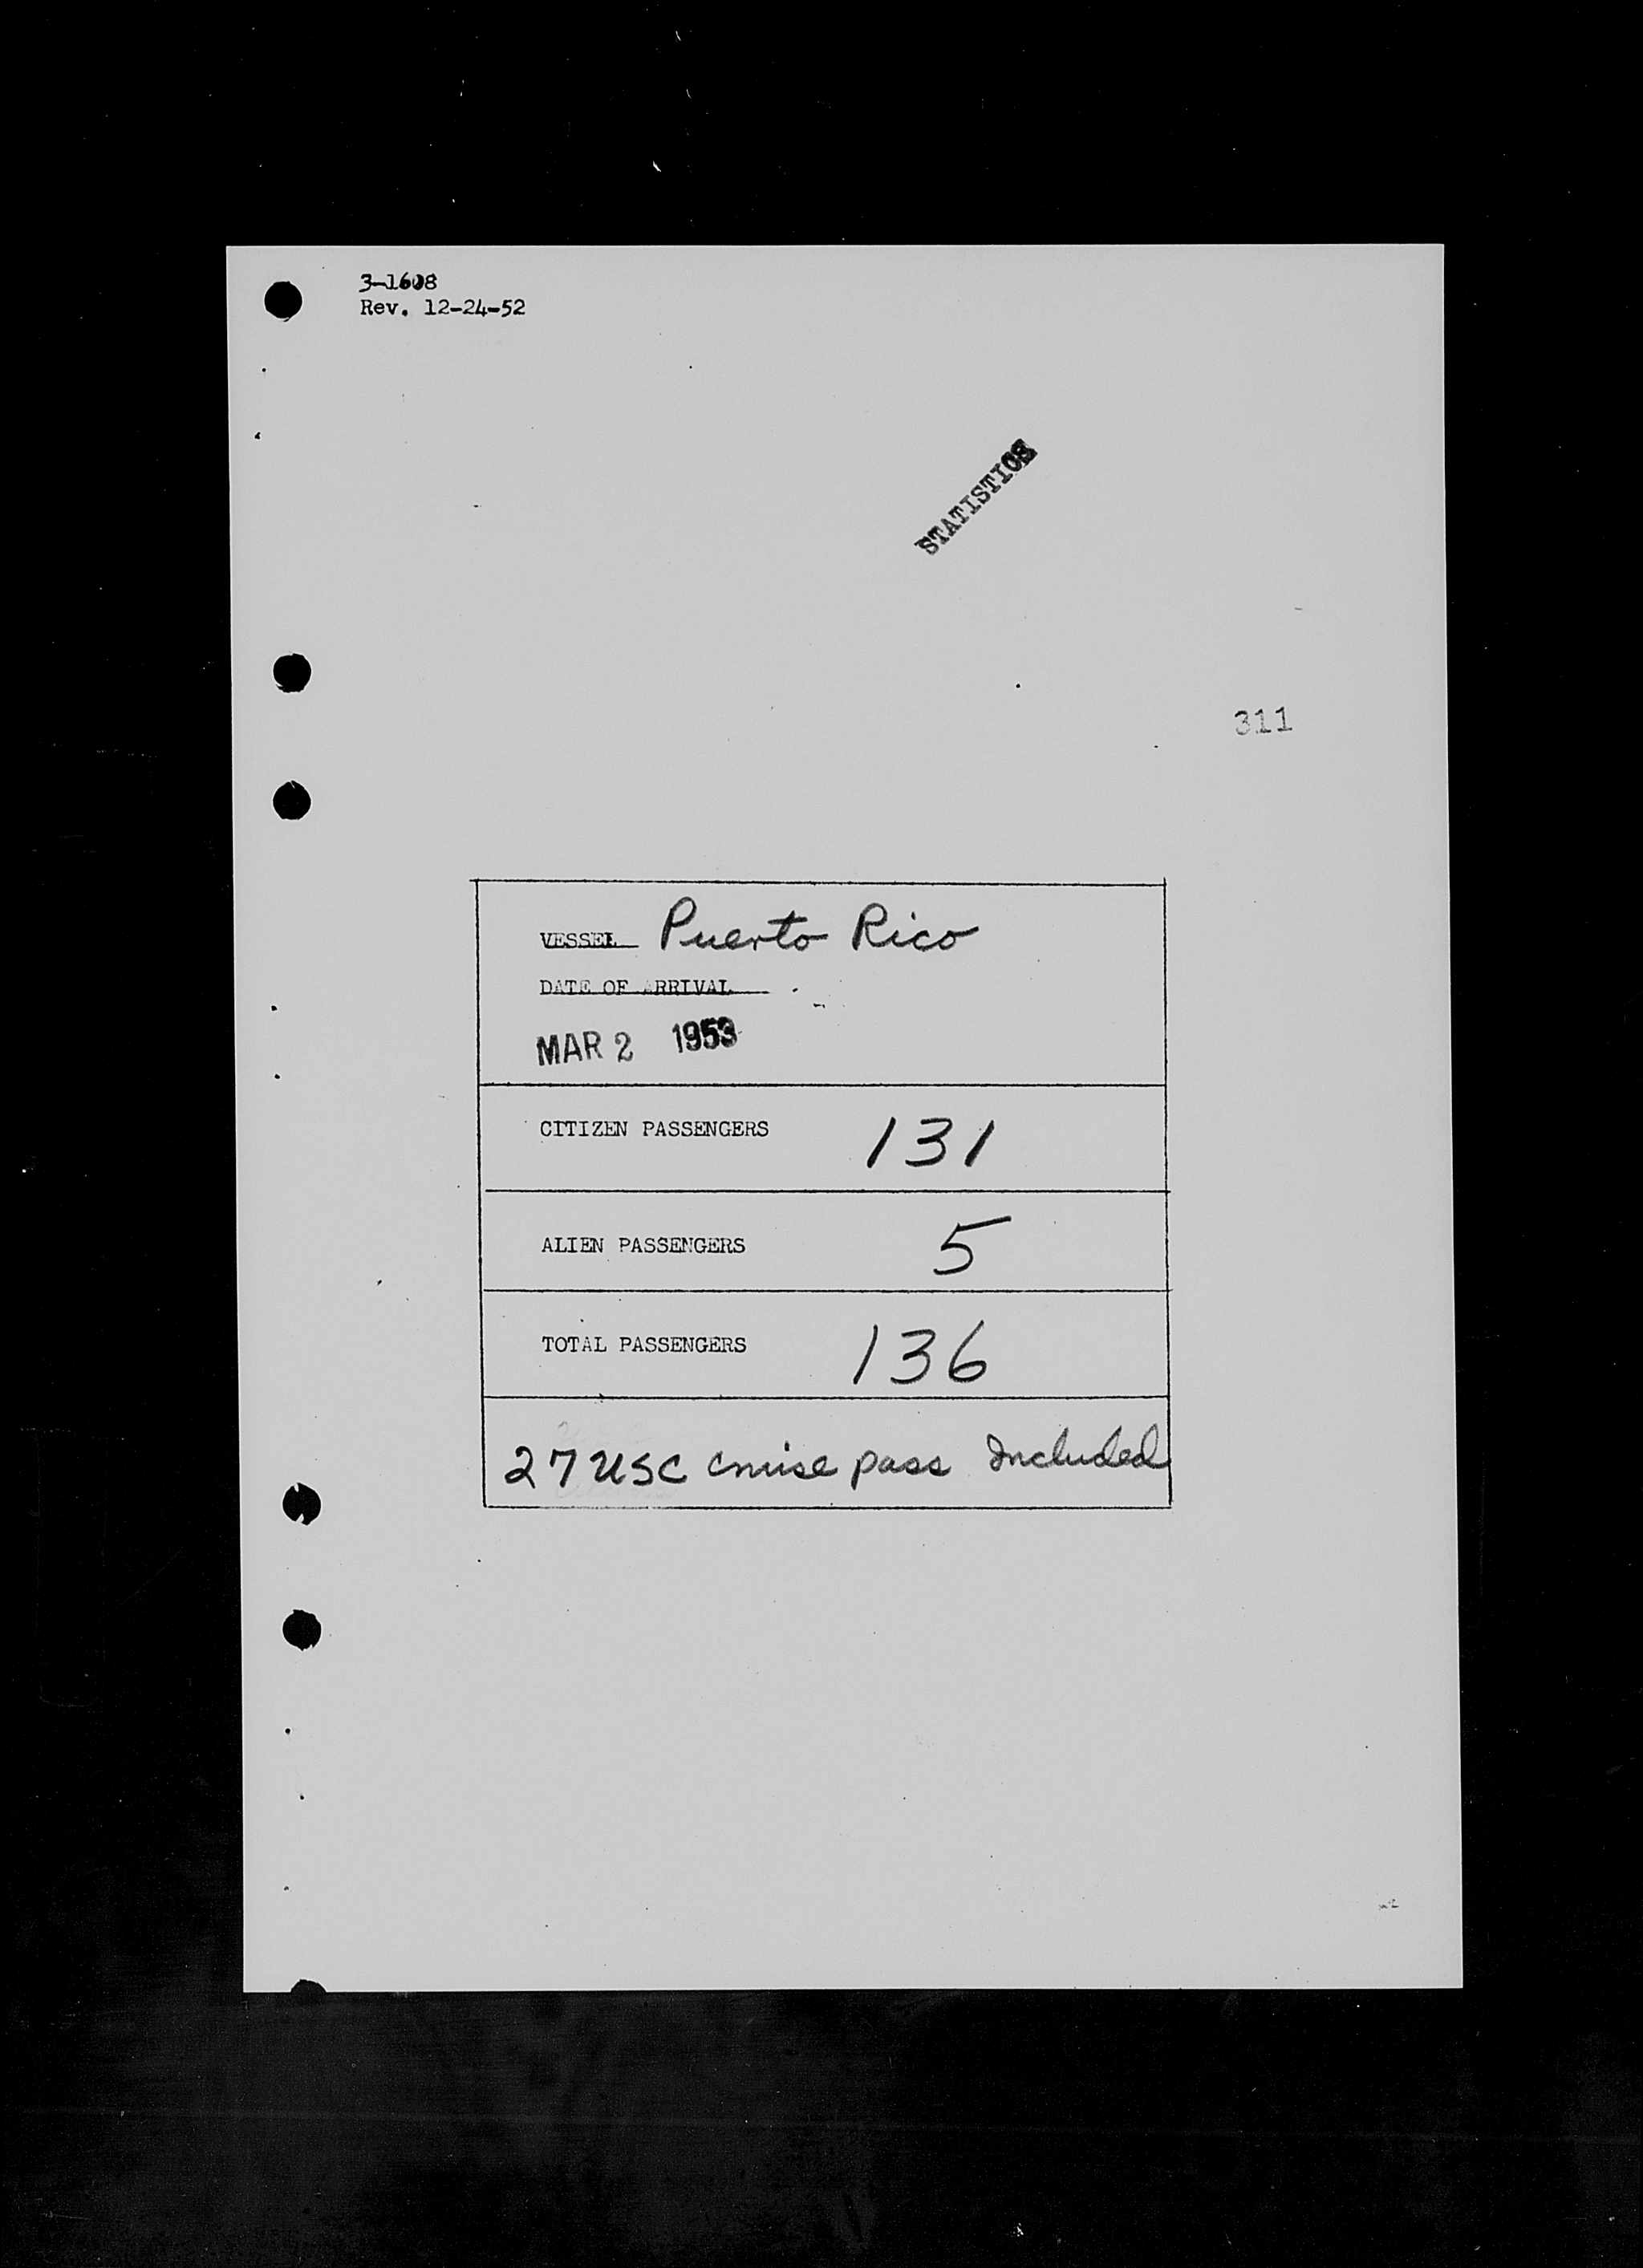 3-1608
Rev. 12-24-52
STATISTICS
311
VESSEL Puerto Rico
DATE OF ARRIVAL
MAR 2 1953
CITIZEN PASSENGERS 131
ALIEN PASSENGERS 5
TOTAL PASSENGERS 136
27 USC cruise pass Included